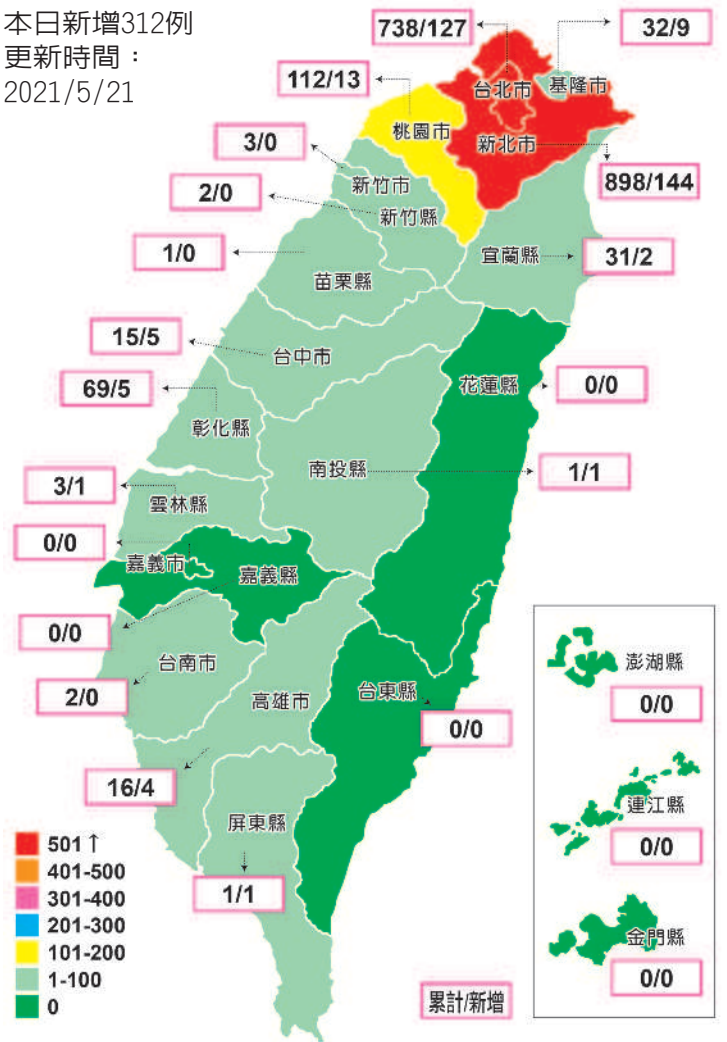 本日新增312例
更新時間：
2021/5/21
738/127
32/9
台北市
基隆市
112/13
桃園市
新北市
3/0
898/144
新竹市
2/0
新竹縣
1/0
宜蘭縣
31/2
苗栗縣
15/5
台中市
69/5
花蓮縣
0/0
彰化縣
南投縣
1/1
3/1
雲林縣
0/0
嘉義市
嘉義縣
0/0
台南市
2/0
高雄市
台東縣
0/0
16/4
屏東縣
1/1
澎湖縣
0/0
連江縣
0/0
金門縣
0/0
501↑
401-500
301-400
201-300
101-200
1-100
0
累計/新增